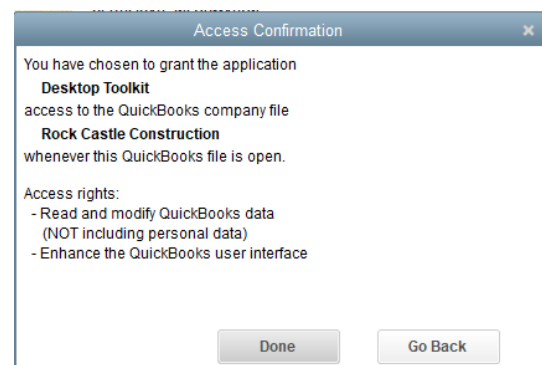 Access Confirmation
You have chosen to grant the application
Desktop Toolkit
access to the QuickBooks company file
Rock Castle Construction
whenever this QuickBooks file is open.
Access rights:
- Read and modify QuickBooks data
(NOT including personal data)
- Enhance the QuickBooks user interface
Done
Go Back